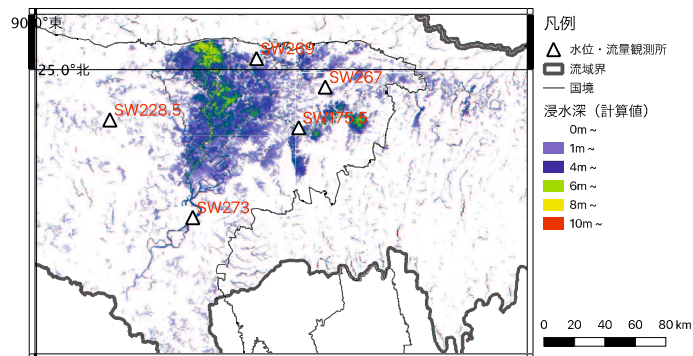 90.0°東
25.0°北
SW269
SW267
SW228.5
SW175.5
SW273
凡例
水位・流量観測所
流域界
国境
浸水深（計算値）
0m ~
1m ~
4m ~
6m ~
8m ~
10m ~
0 20 40 60 80 km